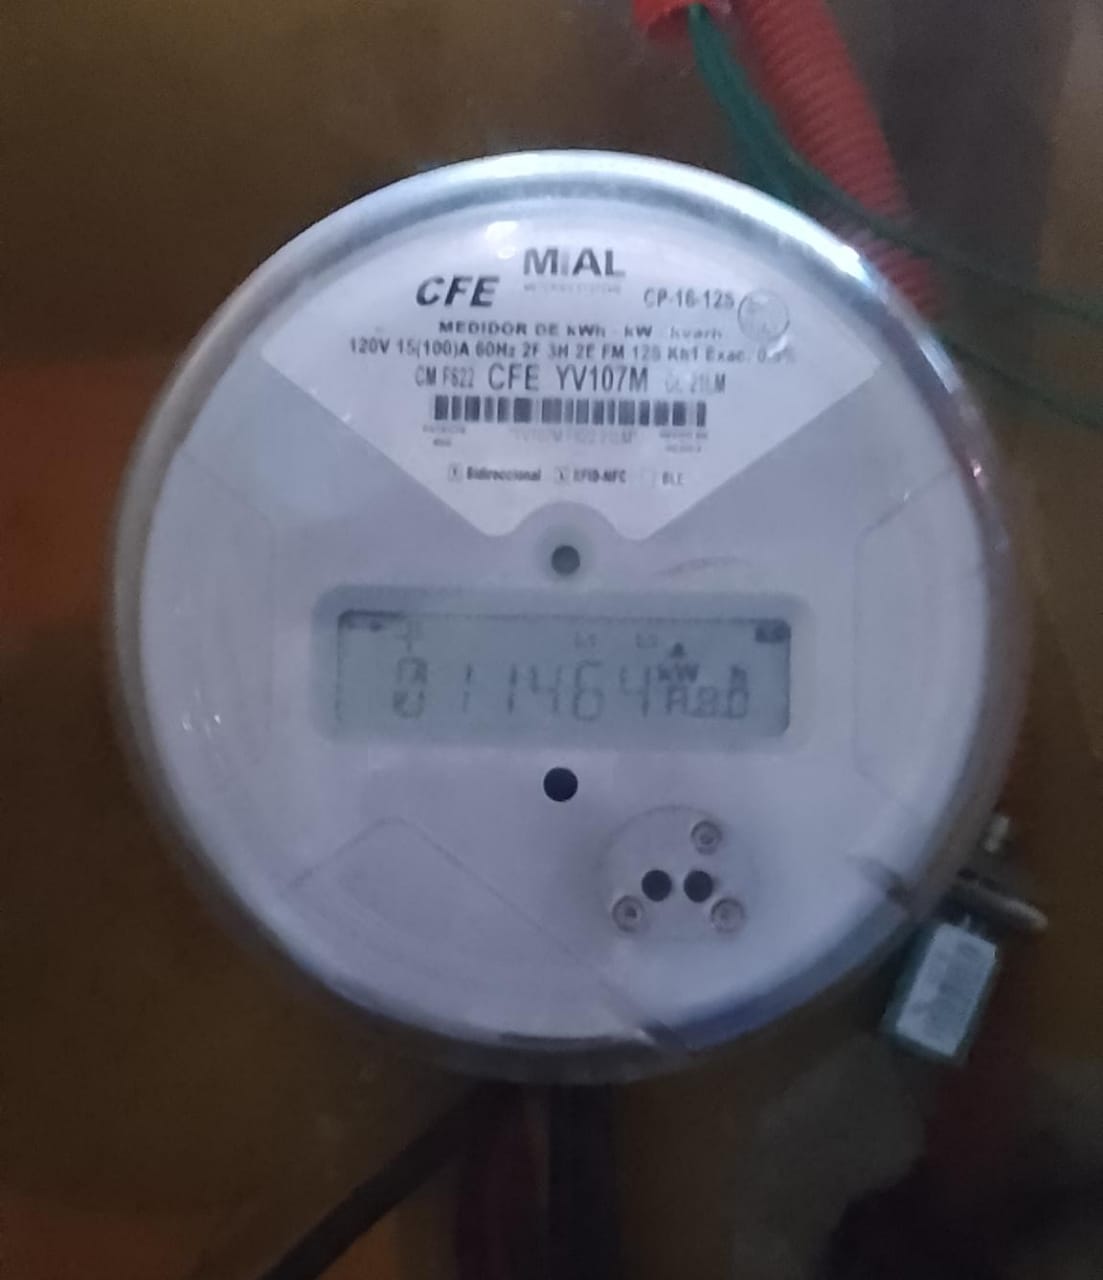 MiAL
CFE
CP-16-12S
MEDIDOR DE kWh - kW - kvarh
120V 15(100)A 60Hz 2F 3H 2E FM 12S Kh1 Exac.
CM F622 CFE YV107M
Bidireccional RFID-NFC BLE
011464 kW h